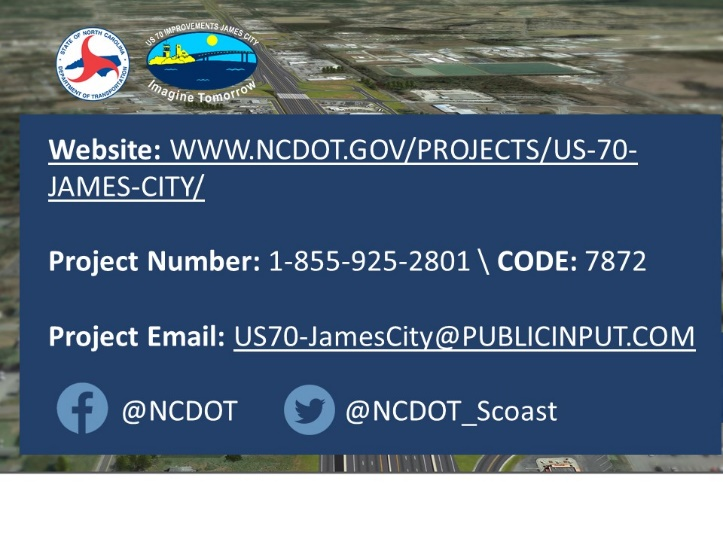 STATE OF NORTH CAROLINA
DEPARTMENT OF TRANSPORTATION
US 70 IMPROVEMENTS JAMES CITY
Imagine Tomorrow
Website: WWW.NCDOT.GOV/PROJECTS/US-70-
JAMES-CITY/
Project Number: 1-855-925-2801 \ CODE: 7872
Project Email: US70-JamesCity@PUBLICINPUT.COM
@NCDOT @NCDOT_Scoast